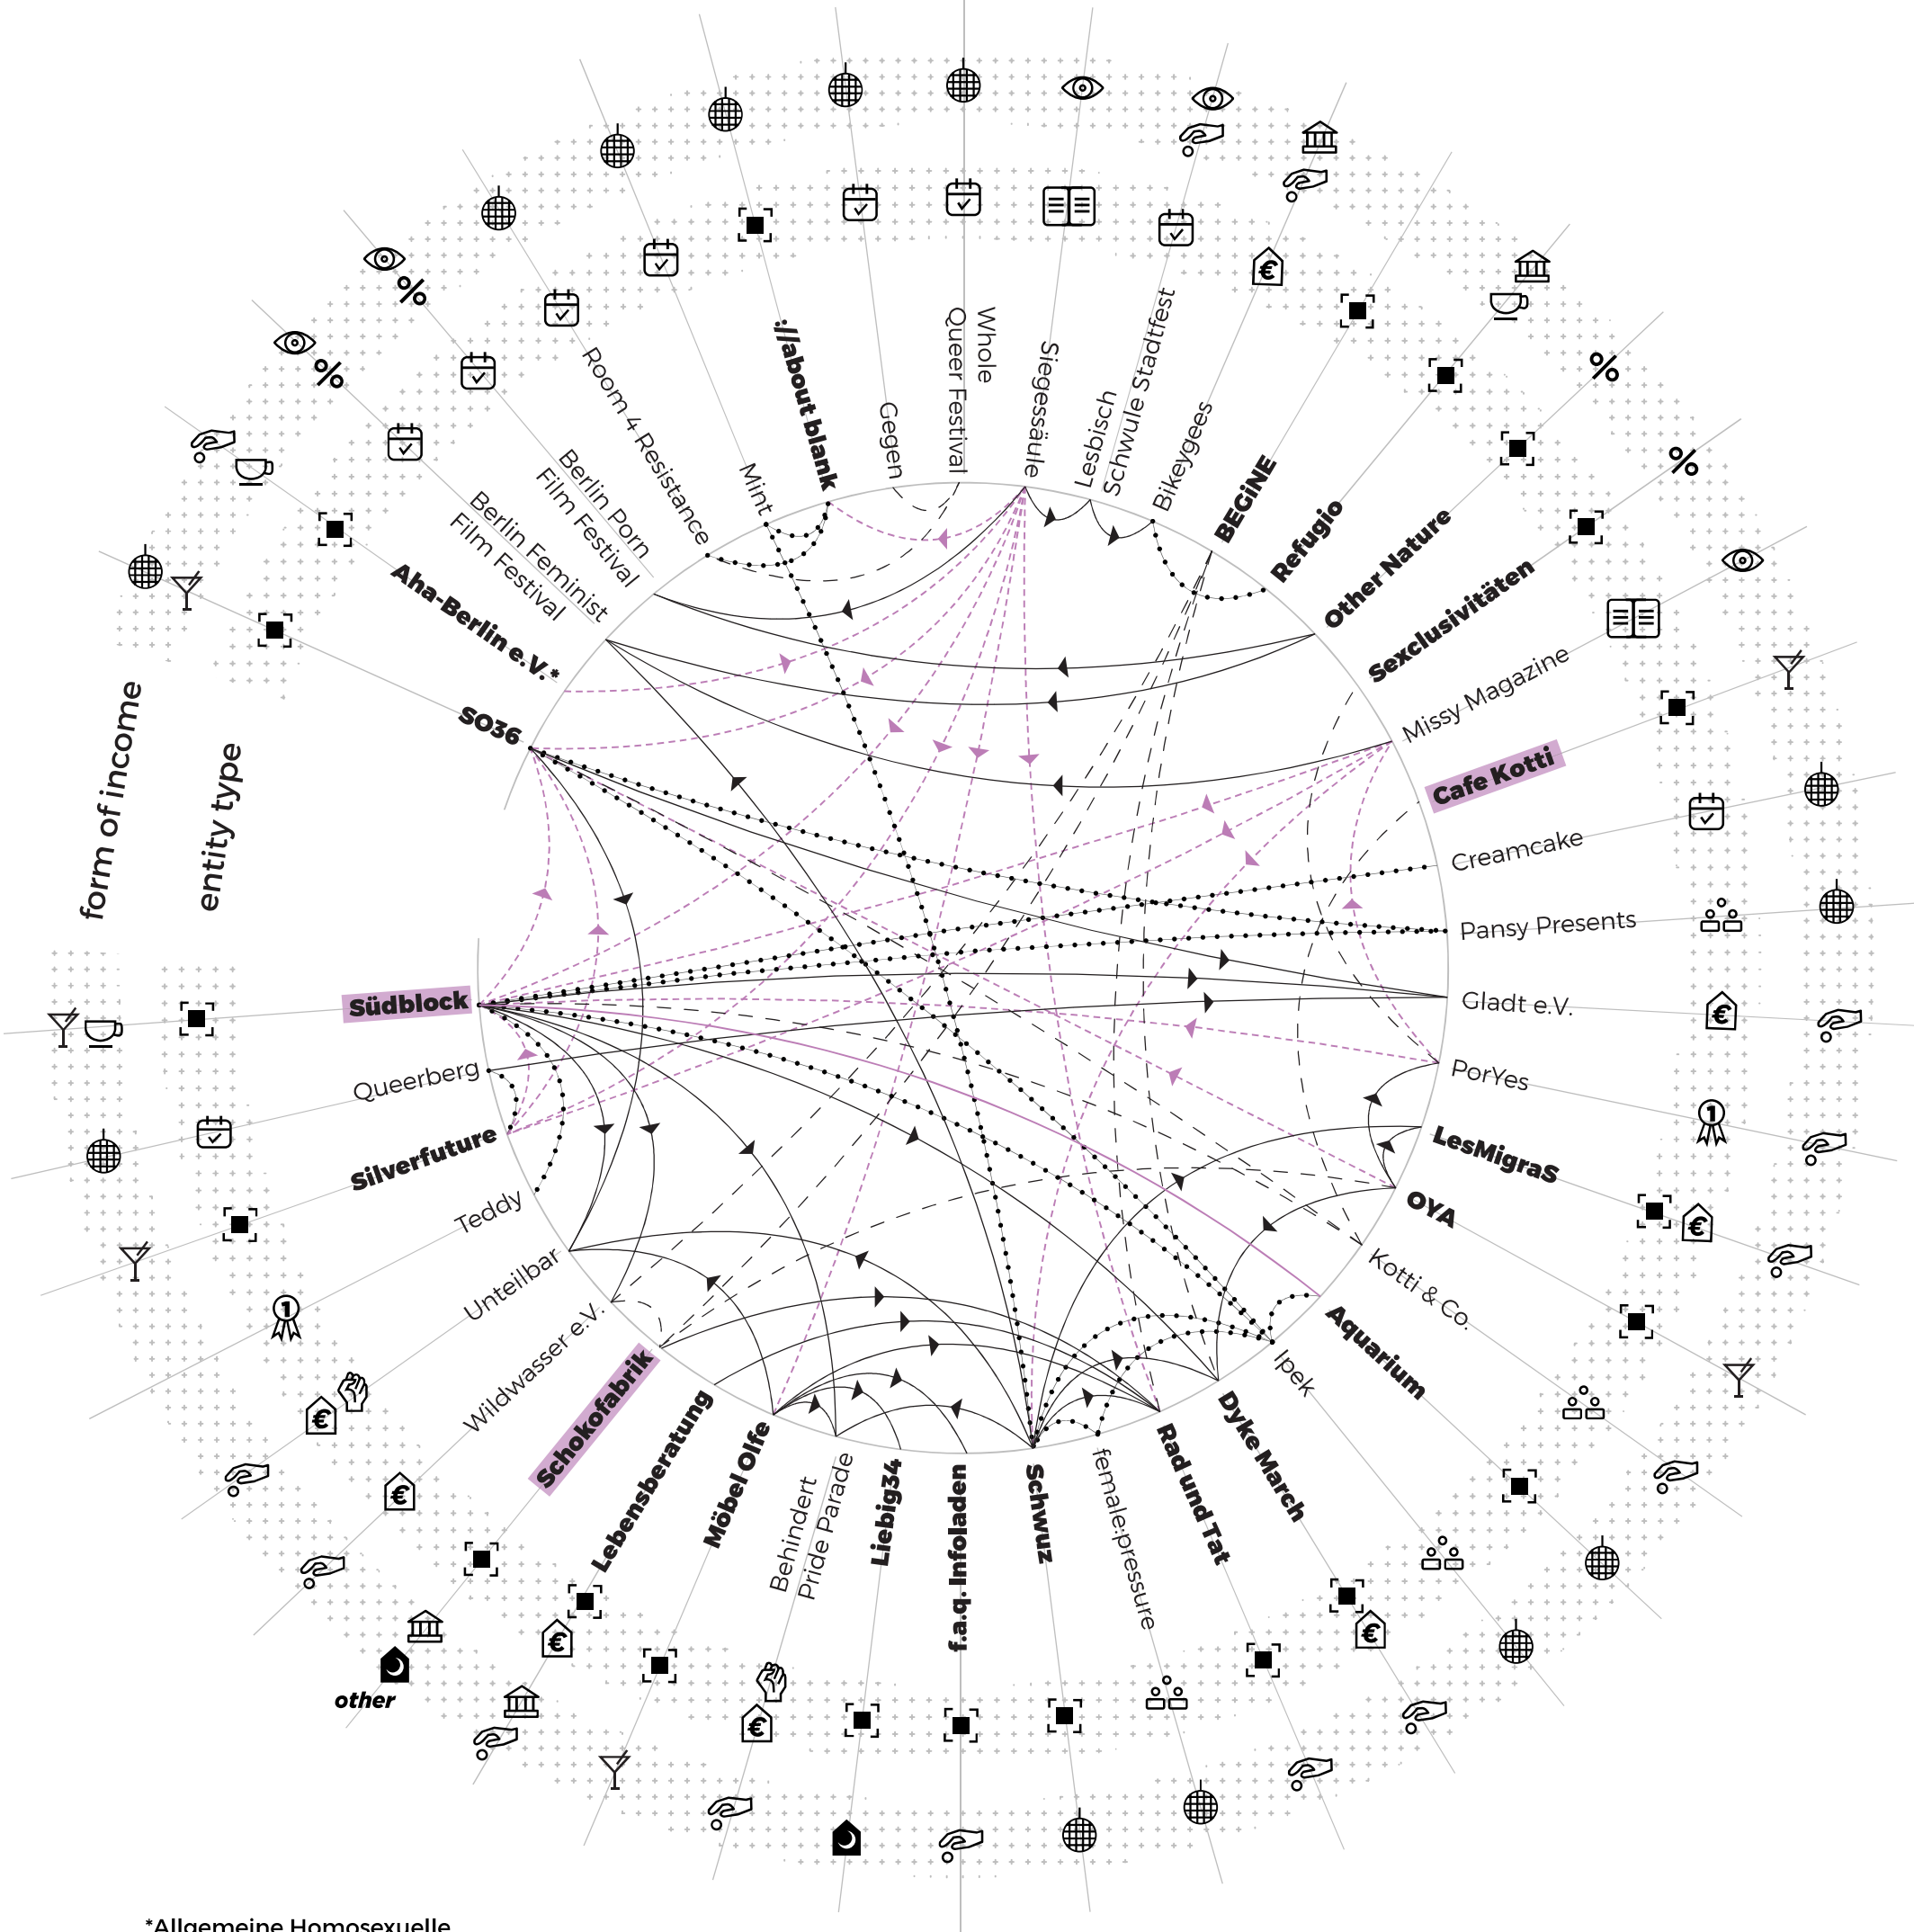 Whole
Queer Festival
Siegessäule
Lesbisch
Schwule Stadtfest
Bikeygees
BEGiNE
Refugio
Other Nature
Sexclusivitäten
Missy Magazine
Cafe Kotti
Creamcake
Pansy Presents
Gladt e.V.
PorYes
LesMigraS
OYA
Kotti & Co.
Aquarium
Ipek
Dyke March
Rad und Tat
female:pressure
Schwuz
f.a.q. Infoladen
Liebig34
Behindert
Pride Parade
Möbel Olfe
Lebensberatung
Schokofabrik
other
Wildwasser e.V.
Unteilbar
Teddy
Silverfuture
Queerberg
Südblock
form of income
entity type
SO36
Aha-Berlin e.V.*
Berlin Feminist
Film Festival
Berlin Porn
Film Festival
Room 4 Resistance
Mint
://about blank
Gegen
%
%
%
%
1
1
€
€
€
€
€
€
€
€
*Allgemeine Homosexuelle